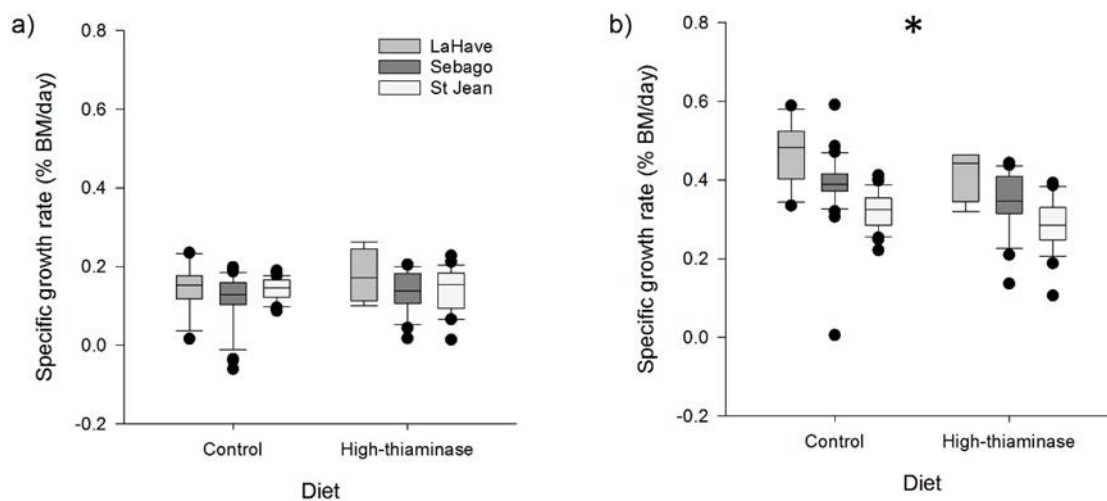 a)
Specific growth rate (% BM/day)
0.8
0.6
0.4
0.2
0.0
-0.2
LaHave
Sebago
St Jean
Control
High-thiaminase
Diet
b)
*
Specific growth rate (% BM/day)
0.8
0.6
0.4
0.2
0.0
-0.2
Control
High-thiaminase
Diet